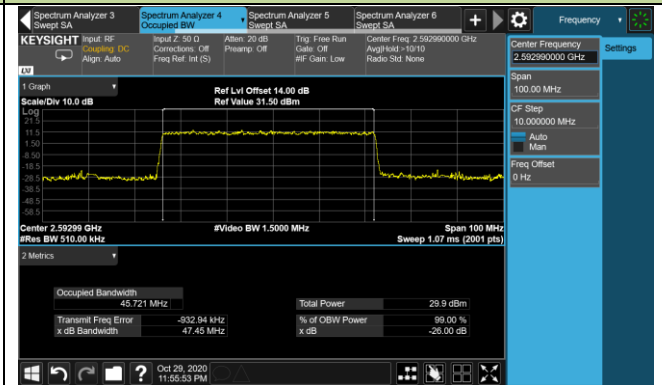 Spectrum Analyzer 3
Swept SA
Spectrum Analyzer 4
Occupied BW
Spectrum Analyzer 5
Swept SA
Spectrum Analyzer 6
Swept SA
Frequency
KEYSIGHT
Input: RF
Coupling: DC
Align: Auto
Input Z: 50 Ω
Corrections: Off
Freq Ref: Int (S)
Atten: 20 dB
Preamp: Off
Trig: Free Run
Gate: Off
#IF Gain: Low
Center Freq: 2.592990000 GHz
Avg|Hold:>10/10
Radio Std: None
LXI
Center Frequency
2.592990000 GHz
Settings
Span
100.00 MHz
CF Step
10.000000 MHz
Auto
Man
Freq Offset
0 Hz
1 Graph
Scale/Div 10.0 dB
Ref Lvl Offset 14.00 dB
Ref Value 31.50 dBm
Log
21.5
11.5
1.50
-8.50
-18.5
-28.5
-38.5
-48.5
-58.5
Center 2.59299 GHz
#Res BW 510.00 kHz
#Video BW 1.5000 MHz
Span 100 MHz
Sweep 1.07 ms (2001 pts)
2 Metrics
Occupied Bandwidth
45.721 MHz
Total Power
29.9 dBm
Transmit Freq Error
-932.94 kHz
% of OBW Power
99.00 %
x dB Bandwidth
47.45 MHz
x dB
-26.00 dB
?
Oct 29, 2020
11:55:53 PM